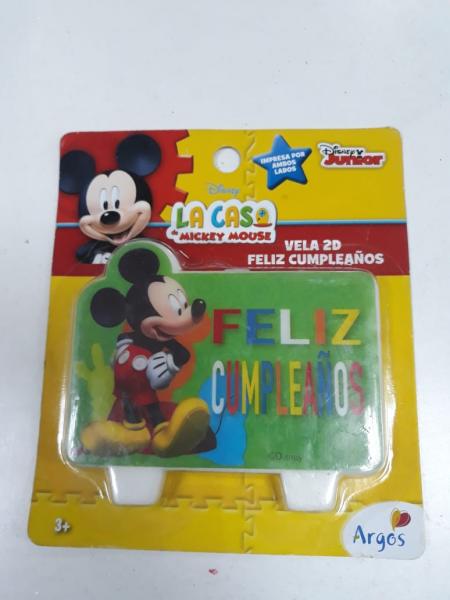 IMPRESA POR
AMBOS
LADOS
Disney
Junior
Disney
LA CASA
de MICKEY MOUSE
VELA 2D
FELIZ CUMPLEAÑOS
FELIZ
CUMPLEAÑOS
©Disney
3+
Argos